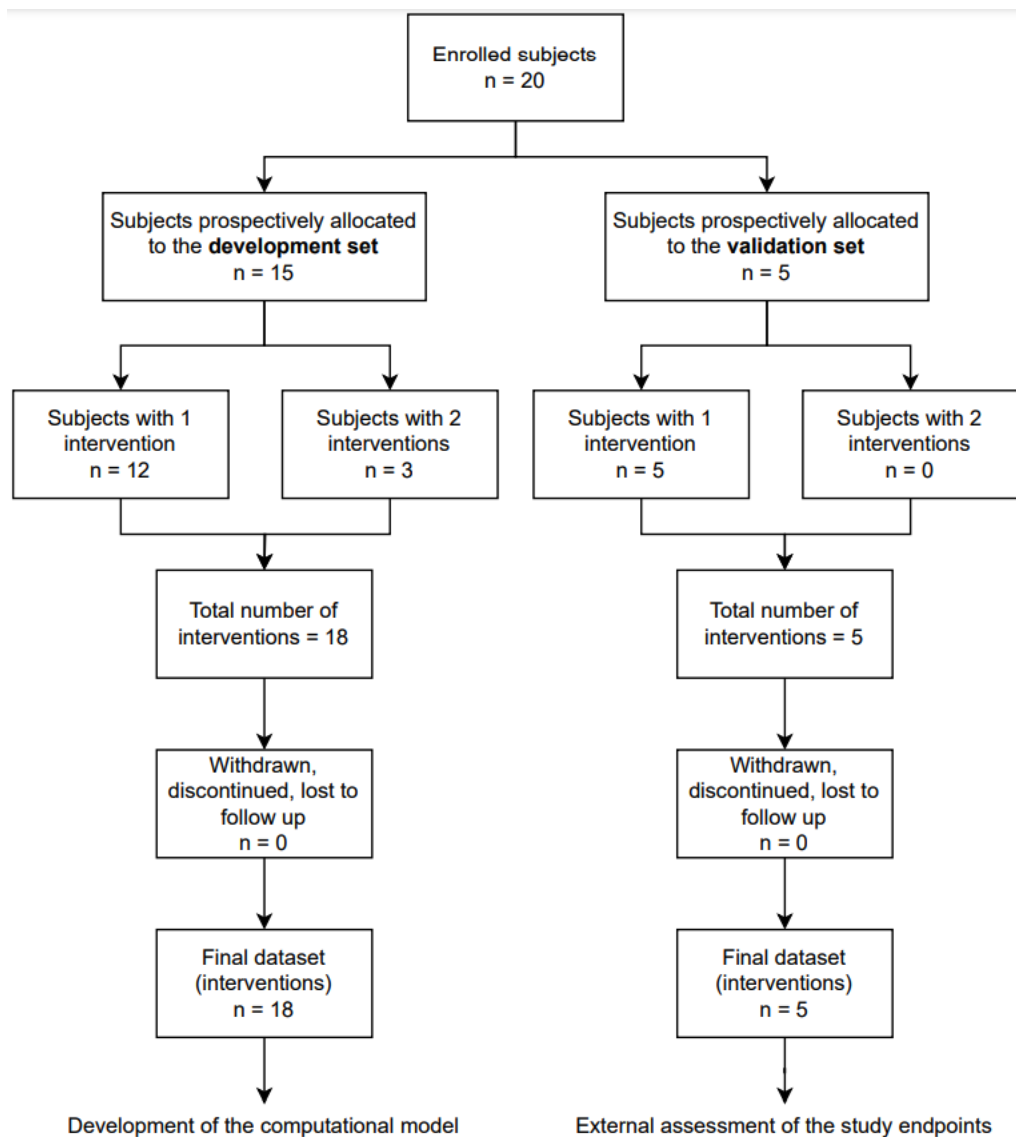 Enrolled subjects
n = 20
Subjects prospectively allocated
to the development set
n = 15
Subjects prospectively allocated
to the validation set
n = 5
Subjects with 1
intervention
n = 12
Subjects with 2
interventions
n = 3
Subjects with 1
intervention
n = 5
Subjects with 2
interventions
n = 0
Total number of
interventions = 18
Total number of
interventions = 5
Withdrawn,
discontinued, lost to
follow up
n = 0
Withdrawn,
discontinued, lost to
follow up
n = 0
Final dataset
(interventions)
n = 18
Final dataset
(interventions)
n = 5
Development of the computational model
External assessment of the study endpoints